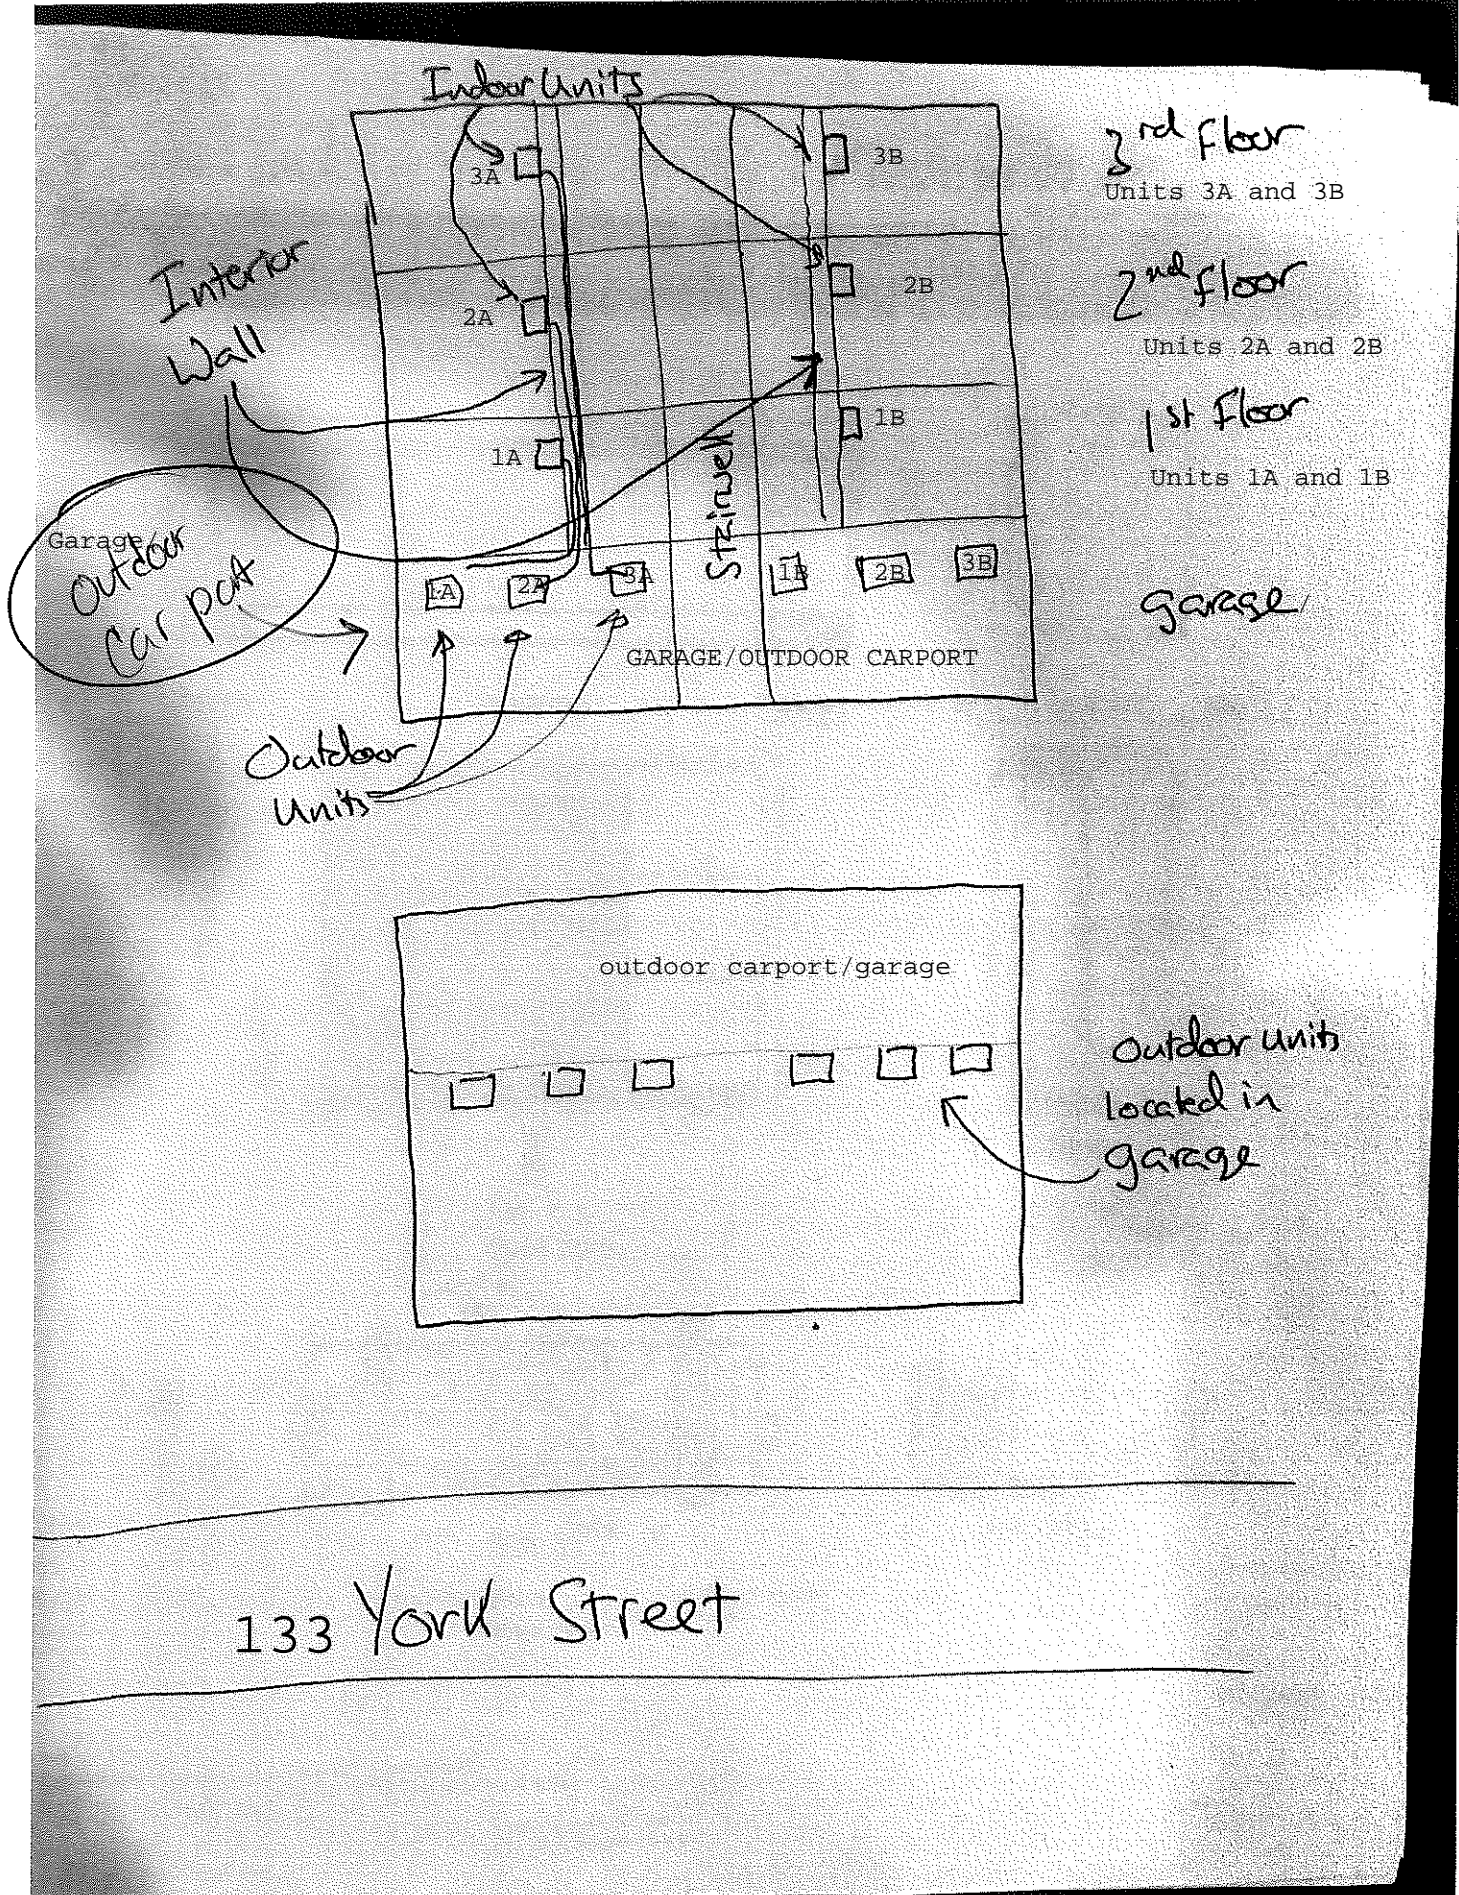 Indoor Units
3rd Floor
Units 3A and 3B
3A
3B
Interior
Wall
2nd Floor
Units 2A and 2B
2A
2B
1st Floor
Units 1A and 1B
1A
1B
Stairwell
Garage/
Outdoor
Car port
1A
2A
3A
1B
2B
3B
garage/
GARAGE/OUTDOOR CARPORT
Outdoor
Units
outdoor carport/garage
Outdoor units
located in
garage
133 York Street